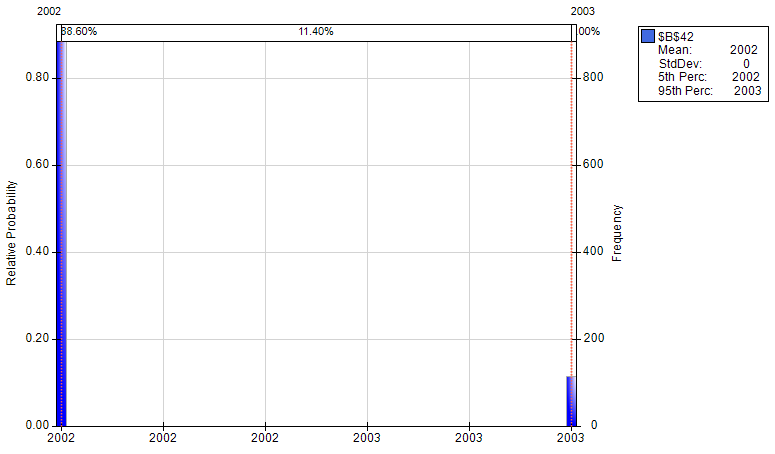 2002 2003
88.60% 11.40% .00%
$B$42
Mean: 2002
StdDev: 0
5th Perc: 2002
95th Perc: 2003
0.80 800
0.60 600
Relative Probability
Frequency
0.40 400
0.20 200
0.00 0
2002 2002 2002 2003 2003 2003